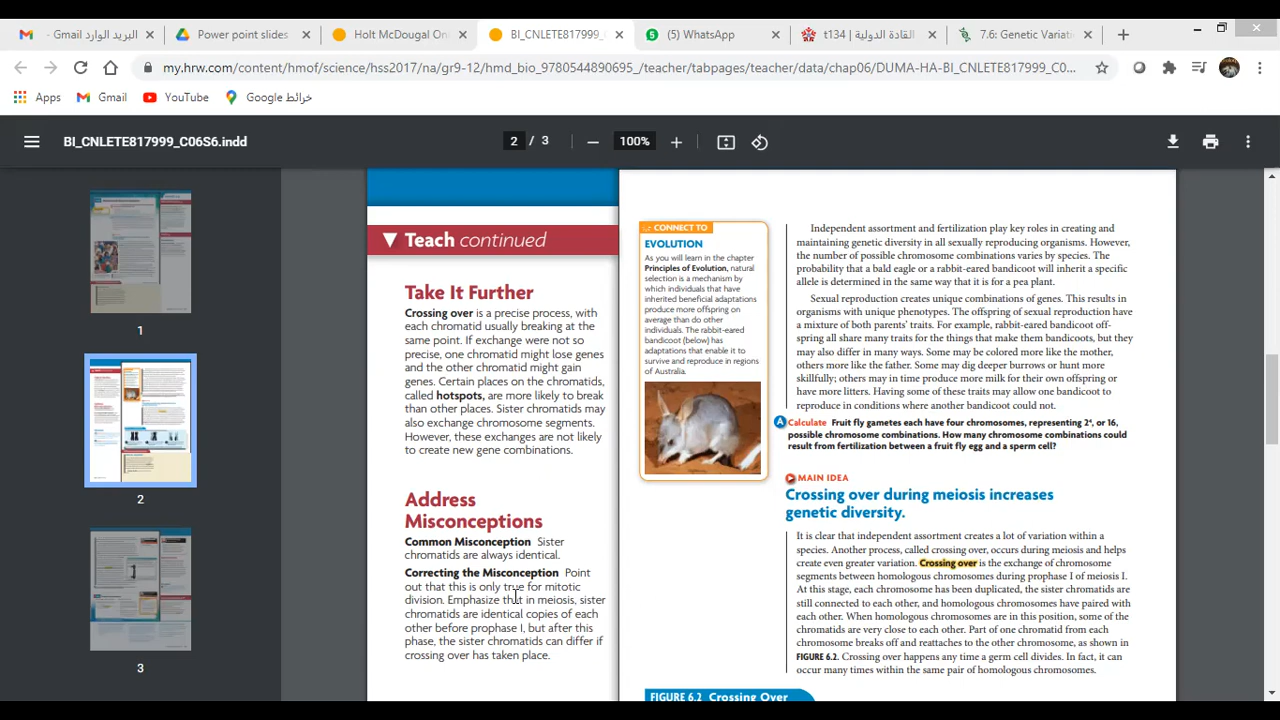 Gmail - البريد الوارد
Power point slides
Holt McDougal On
BI_CNLETE817999_C
(5) WhatsApp
t134 | القادة الدولية
7.6: Genetic Variati
my.hrw.com/content/hmof/science/hss2017/na/gr9-12/hmd_bio_9780544890695_/teacher/tabpages/teacher/data/chap06/DUMA-HA-BI_CNLETE817999_C0...
Apps
Gmail
YouTube
خرائط Google
BI_CNLETE817999_C06S6.indd
2 / 3
100%
1
2
3
Teach continued
Take It Further
Crossing over is a precise process, with
each chromatid usually breaking at the
same point. If exchange were not so
precise, one chromatid might lose genes
and the other chromatid might gain
genes. Certain places on the chromatids,
called hotspots, are more likely to break
than other places. Sister chromatids may
also exchange chromosome segments.
However, these exchanges are not likely
to create new gene combinations.
Address
Misconceptions
Common Misconception Sister
chromatids are always identical.
Correcting the Misconception Point
out that this is only true for mitotic
division. Emphasize that in meiosis, sister
chromatids are identical copies of each
other before prophase I, but after this
phase, the sister chromatids can differ if
crossing over has taken place.
CONNECT TO
EVOLUTION
As you will learn in the chapter
Principles of Evolution, natural
selection is a mechanism by
which individuals that have
inherited beneficial adaptations
produce more offspring on
average than do other
individuals. The rabbit-eared
bandicoot (below) has
adaptations that enable it to
survive and reproduce in regions
of Australia.
Independent assortment and fertilization play key roles in creating and
maintaining genetic diversity in all sexually reproducing organisms. However,
the number of possible chromosome combinations varies by species. The
probability that a bald eagle or a rabbit-eared bandicoot will inherit a specific
allele is determined in the same way that it is for a pea plant.
Sexual reproduction creates unique combinations of genes. This results in
organisms with unique phenotypes. The offspring of sexual reproduction have
a mixture of both parents' traits. For example, rabbit-eared bandicoot off-
spring all share many traits for the things that make them bandicoots, but they
may also differ in many ways. Some may be colored more like the mother,
others more like the father. Some may dig deeper burrows or hunt more
skillfully; others may in time produce more milk for their own offspring or
have more litters. Having some of these traits may allow one bandicoot to
reproduce in conditions where another bandicoot could not.
A Calculate Fruit fly gametes each have four chromosomes, representing 2⁴, or 16,
possible chromosome combinations. How many chromosome combinations could
result from fertilization between a fruit fly egg and a sperm cell?
MAIN IDEA
Crossing over during meiosis increases
genetic diversity.
It is clear that independent assortment creates a lot of variation within a
species. Another process, called crossing over, occurs during meiosis and helps
create even greater variation. Crossing over is the exchange of chromosome
segments between homologous chromosomes during prophase I of meiosis I.
At this stage, each chromosome has been duplicated, the sister chromatids are
still connected to each other, and homologous chromosomes have paired with
each other. When homologous chromosomes are in this position, some of the
chromatids are very close to each other. Part of one chromatid from each
chromosome breaks off and reattaches to the other chromosome, as shown in
FIGURE 6.2. Crossing over happens any time a germ cell divides. In fact, it can
occur many times within the same pair of homologous chromosomes.
FIGURE 6.2 Crossing Over